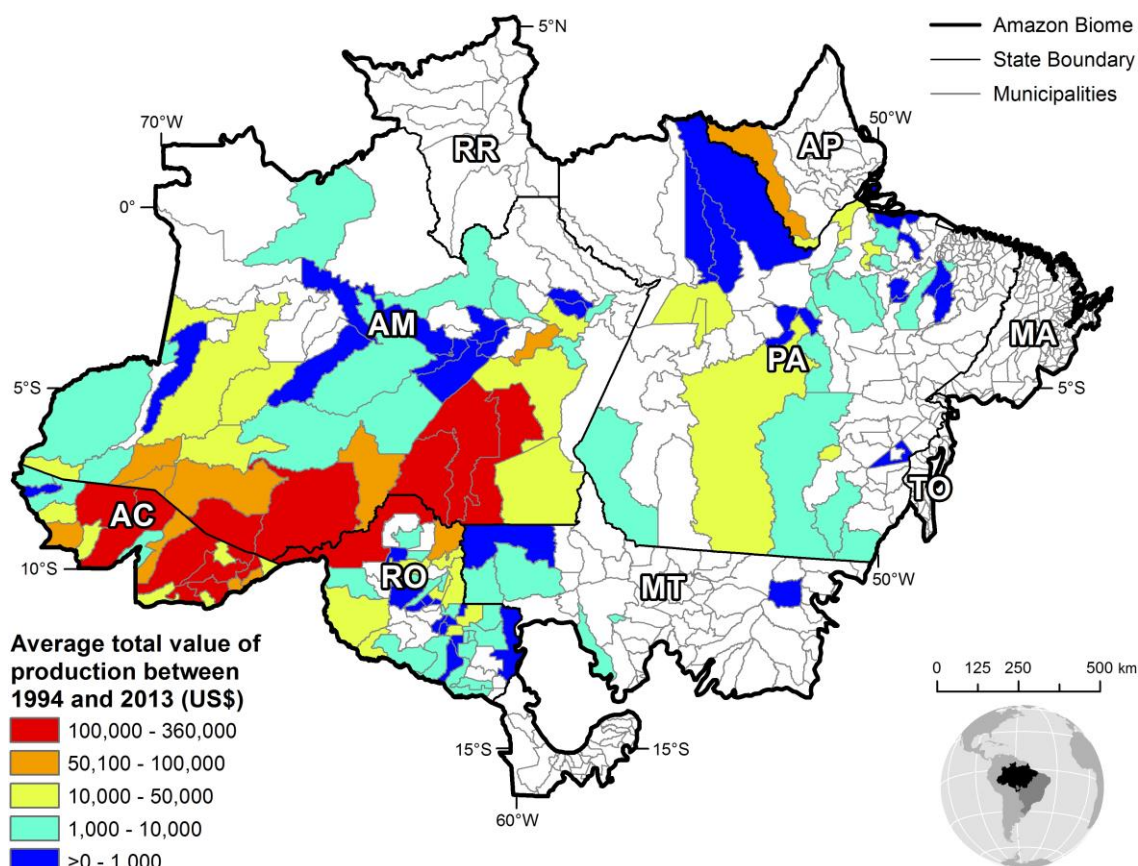 5°N
Amazon Biome
State Boundary
Municipalities
70°W
50°W
RR
AP
0°
AM
PA
MA
5°S
5°S
TO
AC
10°S
RO
MT
50°W
Average total value of
production between
1994 and 2013 (US$)
100,000 - 360,000
50,100 - 100,000
10,000 - 50,000
1,000 - 10,000
>0 - 1,000
0 125 250 500 km
15°S
15°S
60°W